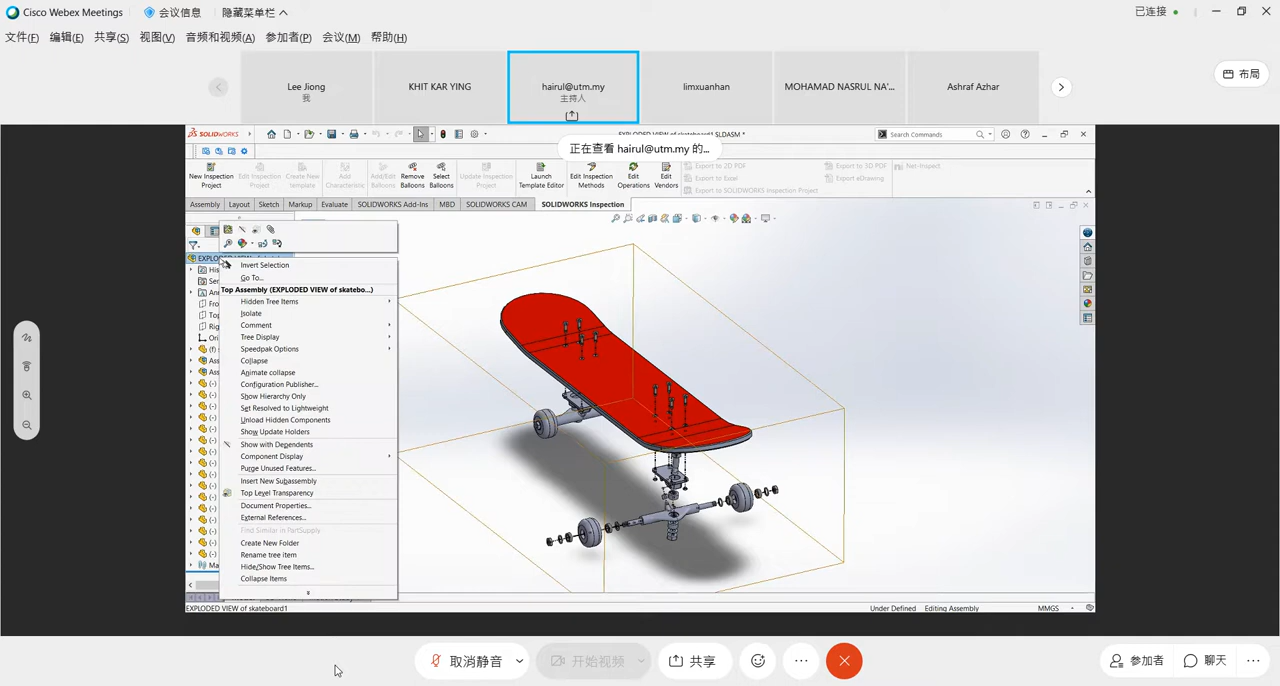 Cisco Webex Meetings 会议信息 隐藏菜单栏 已连接
文件(F) 编辑(E) 共享(S) 视图(V) 音频和视频(A) 参会者(P) 会议(M) 帮助(H)
Lee Jiong
我
KHIT KAR YING
hairul@utm.my
主持人
limxuanhan
MOHAMAD NASRUL NA'...
Ashraf Azhar
布局
SOLIDWORKS
EXPLODED VIEW of skateboard1.SLDASM *
Search Commands
正在查看 hairul@utm.my 的...
New Inspection Project
Edit Inspection Project
Create New template
Add Characteristic
Add/Edit Balloons
Remove Balloons
Select Balloons
Update Inspection Project
Launch Template Editor
Edit Inspection Methods
Edit Operations
Edit Vendors
Export to 2D PDF
Export to Excel
Export to SOLIDWORKS Inspection Project
Export to 3D PDF
Export eDrawing
Net-Inspect
Assembly Layout Sketch Markup Evaluate SOLIDWORKS Add-Ins MBD SOLIDWORKS CAM SOLIDWORKS Inspection
Invert Selection
Go To...
Top Assembly (EXPLODED VIEW of skatebo...)
Hidden Tree Items
Isolate
Comment
Tree Display
Speedpak Options
Collapse
Animate collapse
Configuration Publisher...
Show Hierarchy Only
Set Resolved to Lightweight
Unload Hidden Components
Show Update Holders
Show with Dependents
Component Display
Purge Unused Features...
Insert New Subassembly
Top Level Transparency
Document Properties...
External References...
Find Similar in PartSupply
Create New Folder
Rename tree item
Hide/Show Tree Items...
Collapse Items
EXPLODED VIEW of skateboard1
Under Defined Editing Assembly MMGS
取消静音 开始视频 共享 参会者 聊天